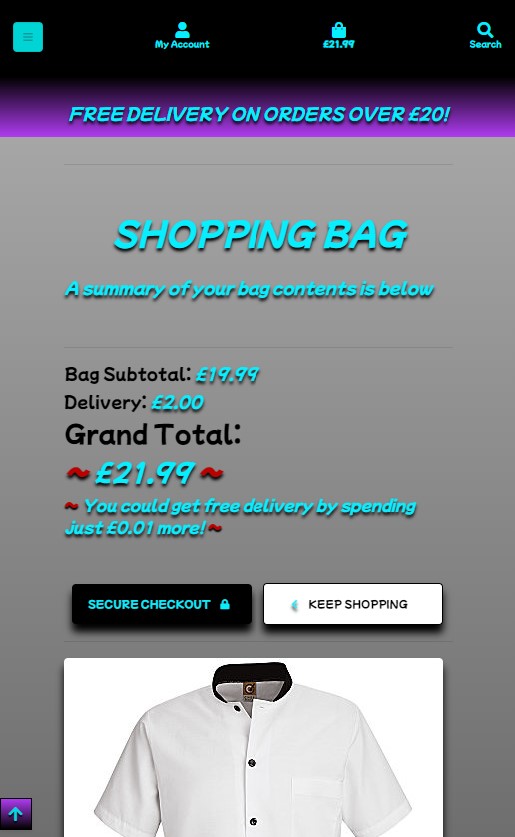 My Account
£21.99
Search
FREE DELIVERY ON ORDERS OVER £20!
SHOPPING BAG
A summary of your bag contents is below
Bag Subtotal: £19.99
Delivery: £2.00
Grand Total:
~ £21.99 ~
~ You could get free delivery by spending
just £0.01 more! ~
SECURE CHECKOUT
KEEP SHOPPING